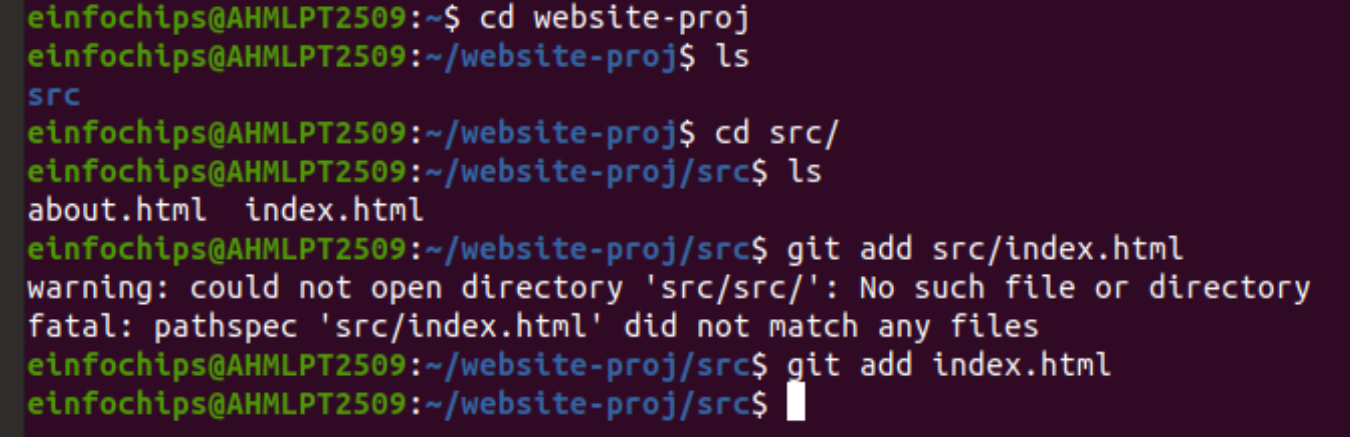 einfochips@AHMLPT2509:~$ cd website-proj
einfochips@AHMLPT2509:~/website-proj$ ls
src
einfochips@AHMLPT2509:~/website-proj$ cd src/
einfochips@AHMLPT2509:~/website-proj/src$ ls
about.html  index.html
einfochips@AHMLPT2509:~/website-proj/src$ git add src/index.html
warning: could not open directory 'src/src/': No such file or directory
fatal: pathspec 'src/index.html' did not match any files
einfochips@AHMLPT2509:~/website-proj/src$ git add index.html
einfochips@AHMLPT2509:~/website-proj/src$